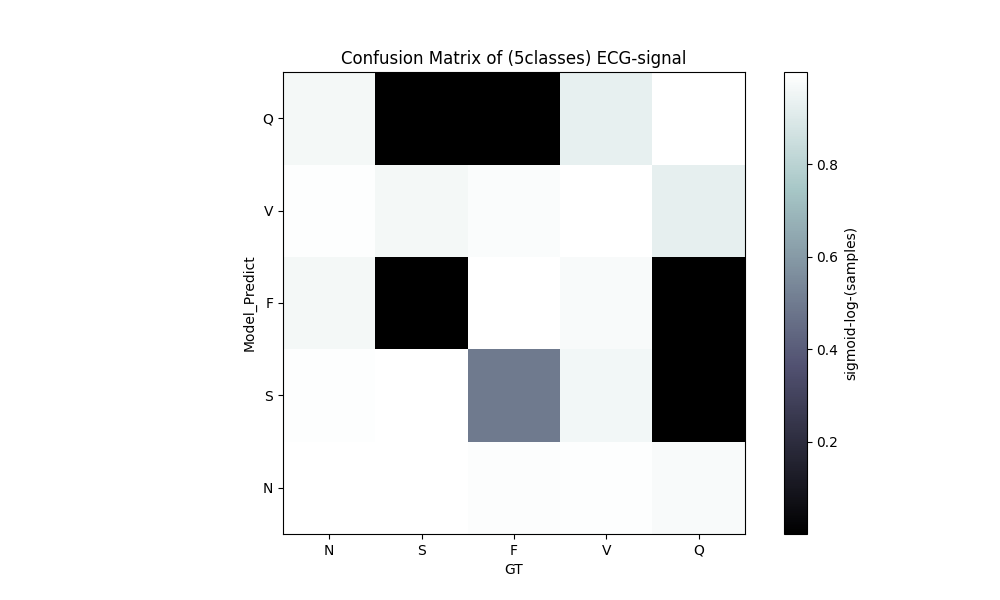 Confusion Matrix of (5classes) ECG-signal
Q
V
F
S
N
Model_Predict
N S F V Q
GT
0.8
0.6
0.4
0.2
sigmoid-log-(samples)